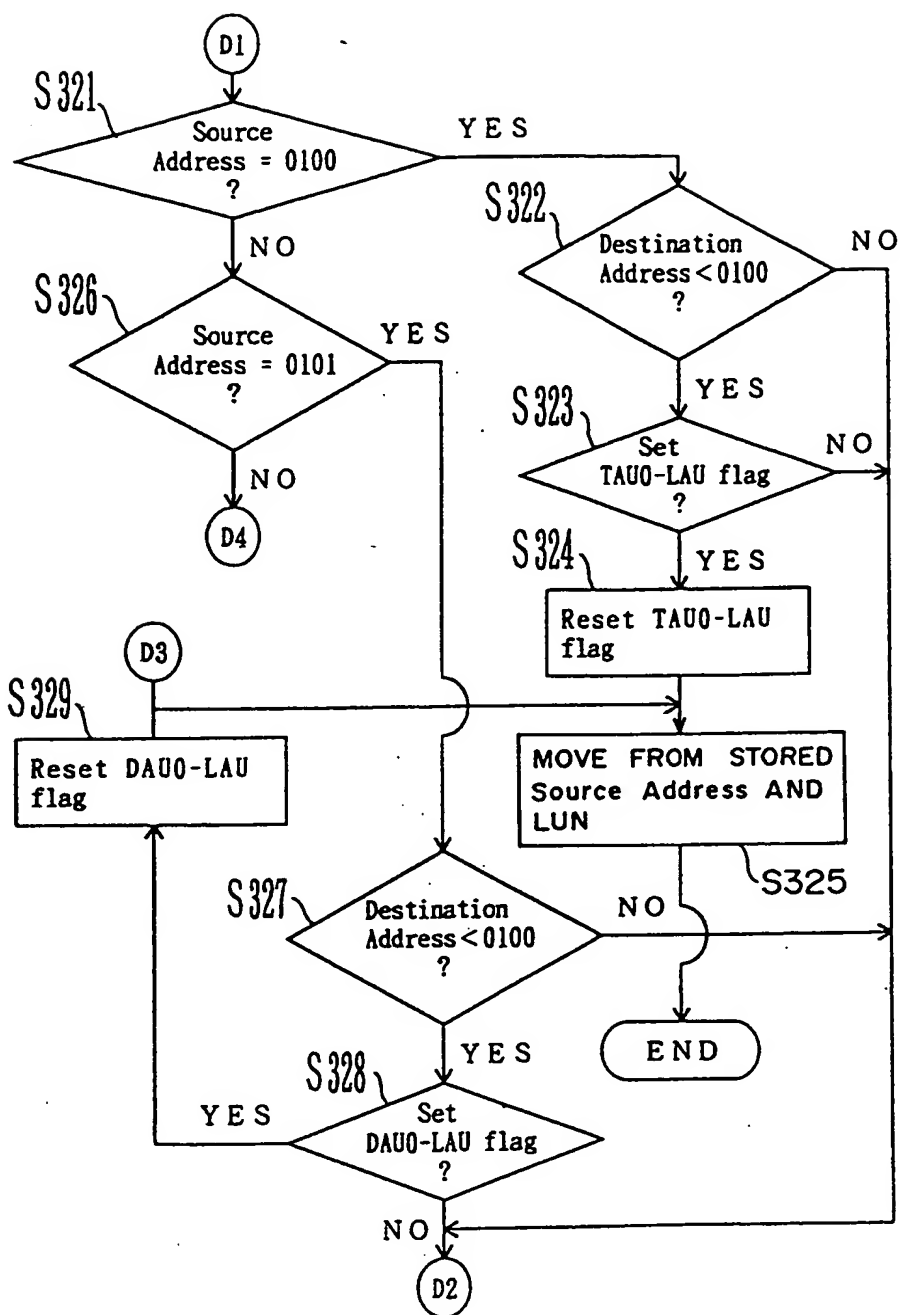 D1
S321
Source
Address = 0100
?
YES
NO
S322
Destination
Address<0100
?
NO
YES
S326
Source
Address = 0101
?
YES
NO
D4
S323
Set
TAU0-LAU flag
?
NO
YES
S324
Reset TAU0-LAU
flag
D3
S329
Reset DAU0-LAU
flag
MOVE FROM STORED
Source Address AND
LUN
S325
S327
Destination
Address<0100
?
NO
YES
END
S328
Set
DAU0-LAU flag
?
YES
NO
D2